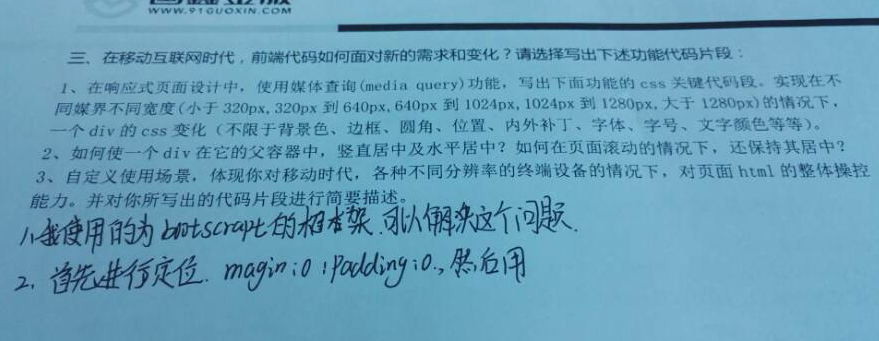 WWW.91GUOXIN.COM
三、在移动互联网时代，前端代码如何面对新的需求和变化？请选择写出下述功能代码片段：
1、在响应式页面设计中，使用媒体查询(media query)功能，写出下面功能的 css 关键代码段。实现在不
同媒界不同宽度(小于 320px, 320px 到 640px, 640px 到 1024px, 1024px 到 1280px, 大于 1280px)的情况下，
一个 div 的 css 变化（不限于背景色、边框、圆角、位置、内外补丁、字体、字号、文字颜色等等）。
2、如何使一个 div 在它的父容器中，竖直居中及水平居中？如何在页面滚动的情况下，还保持其居中？
3、自定义使用场景，体现你对移动时代，各种不同分辨率的终端设备的情况下，对页面 html 的整体操控
能力。并对你所写出的代码片段进行简要描述。
1、我使用的为 bootscrapt 的框架.可以解决这个问题.
2. 首先进行定位. magin:0;Padding:0., 然后用